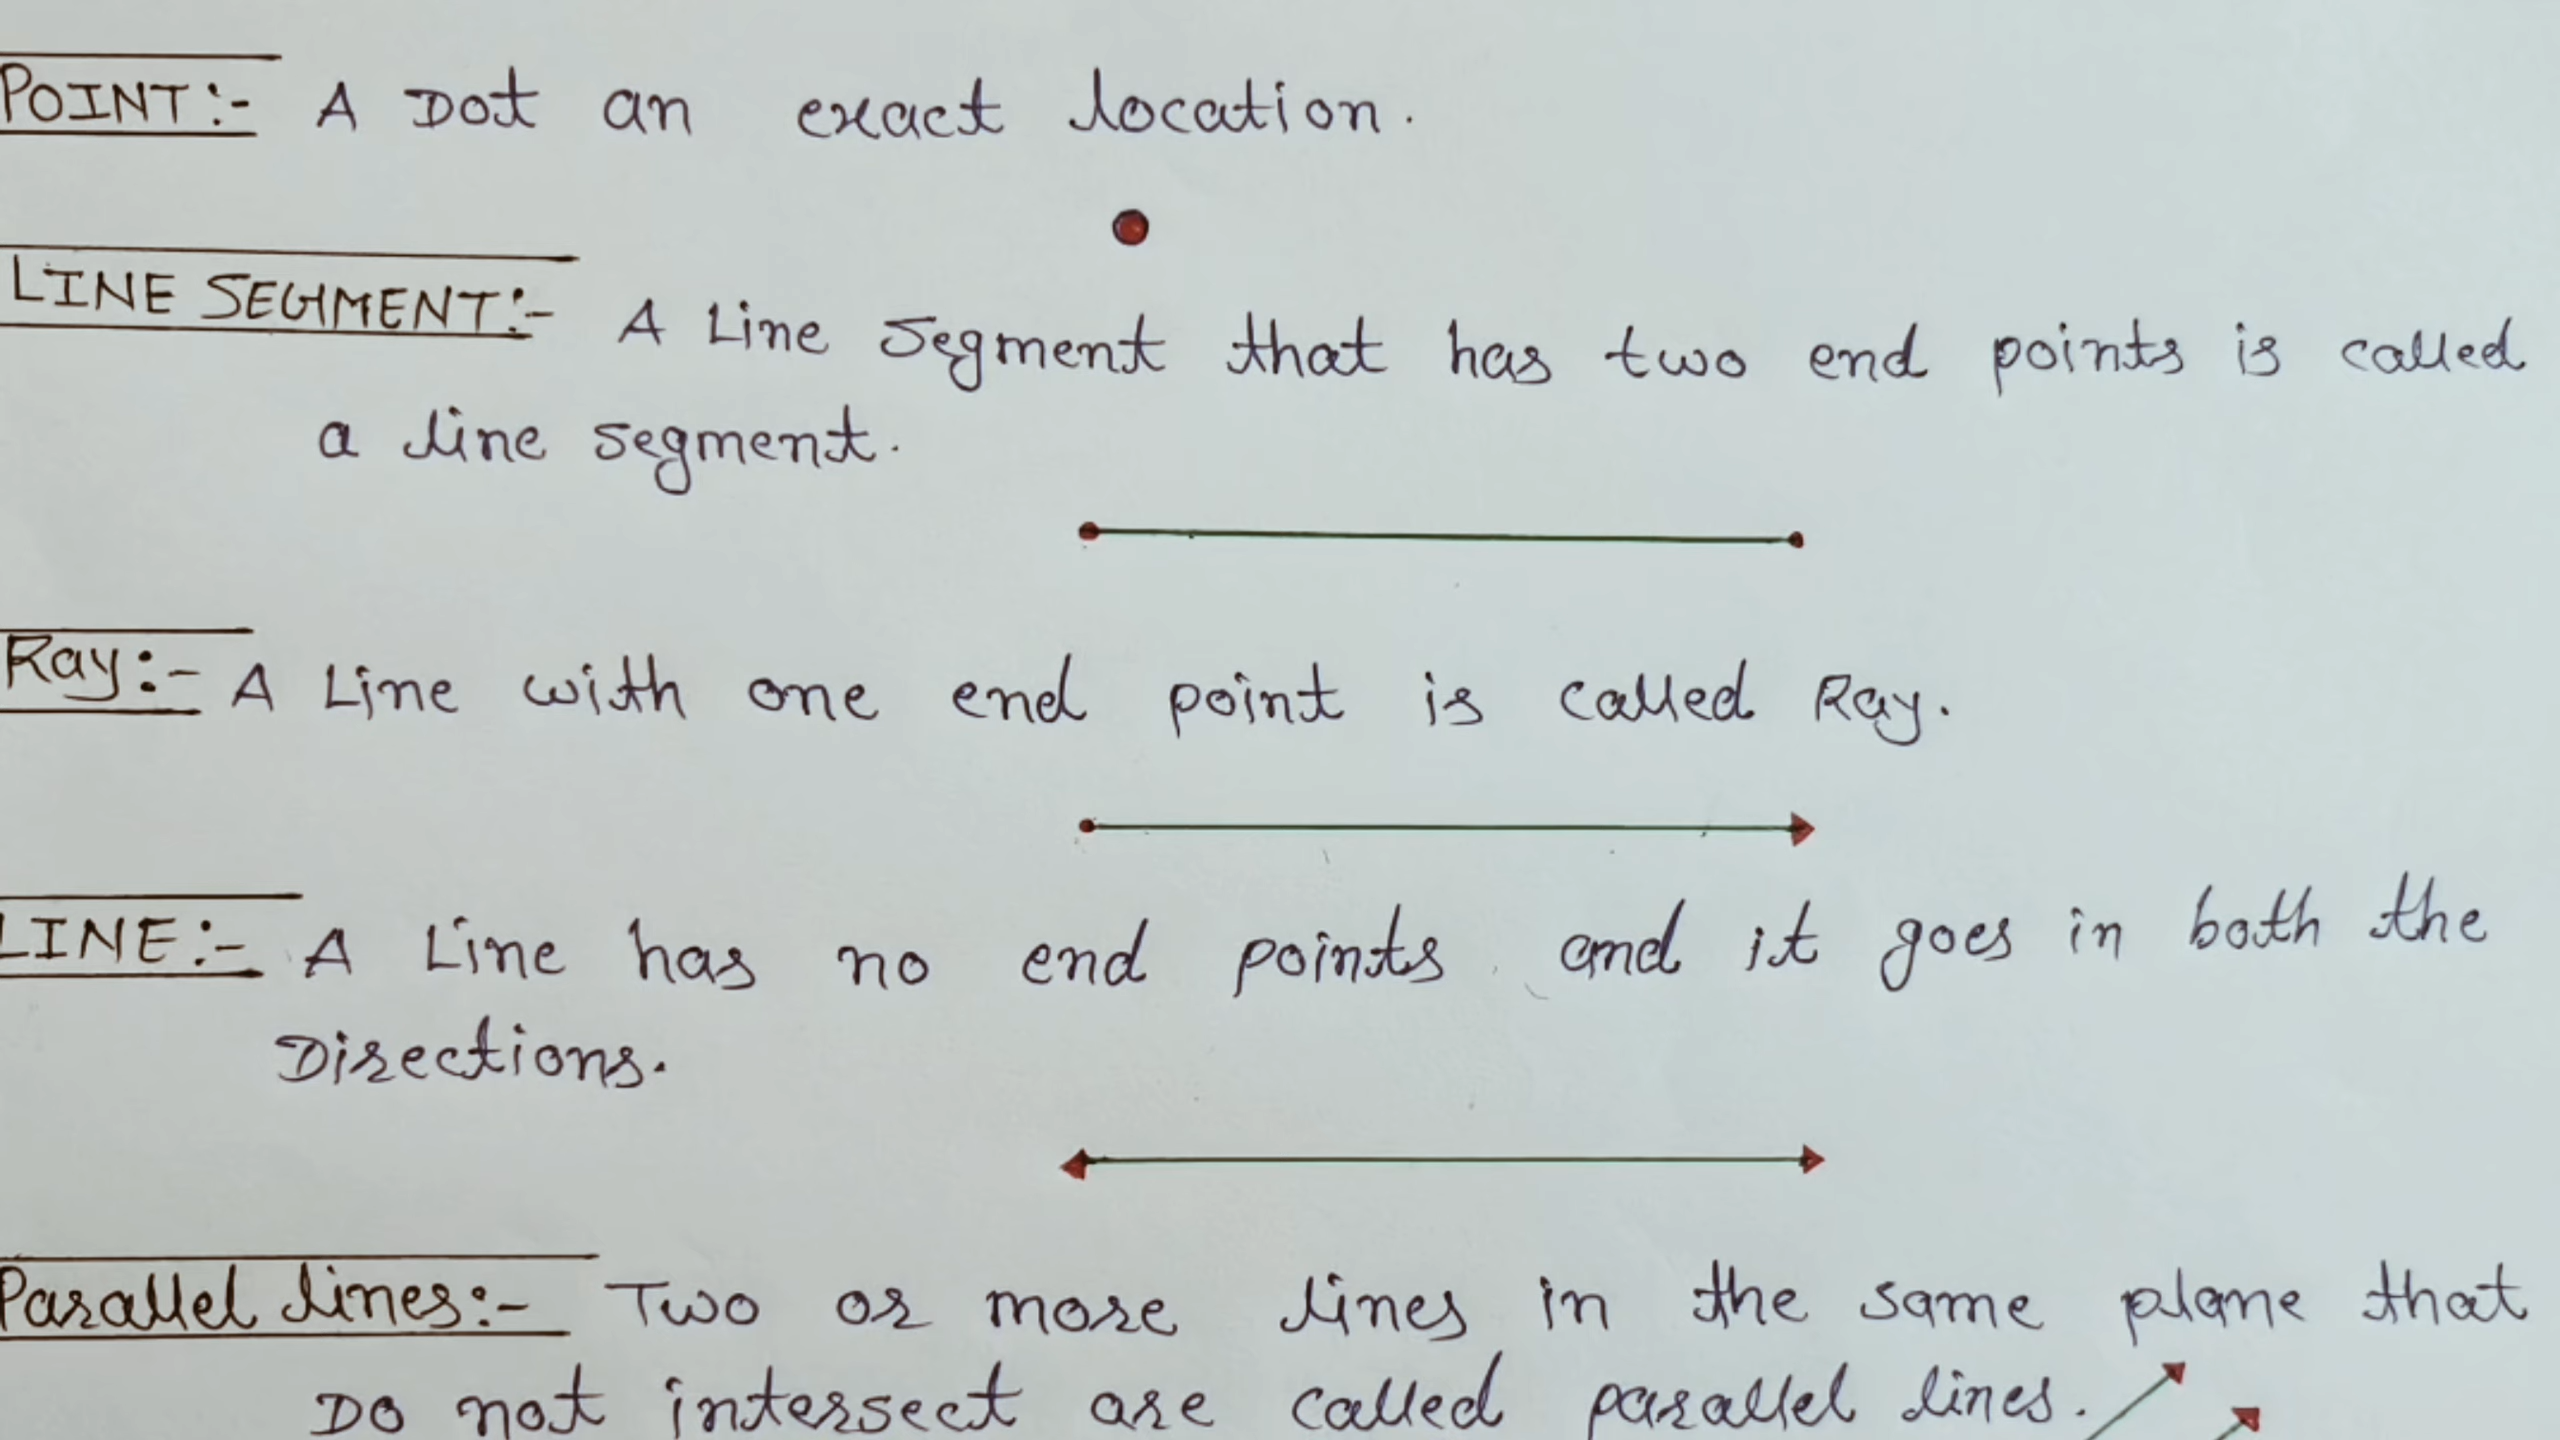 POINT:- A Dot an exact location.
LINE SEGMENT:- A Line Segment that has two end points is called
a line segment.
Ray:- A Line with one end point is called Ray.
LINE:- A Line has no end points and it goes in both the
Directions.
Parallel lines:- Two or more lines in the same plane that
Do not intersect are called parallel lines.